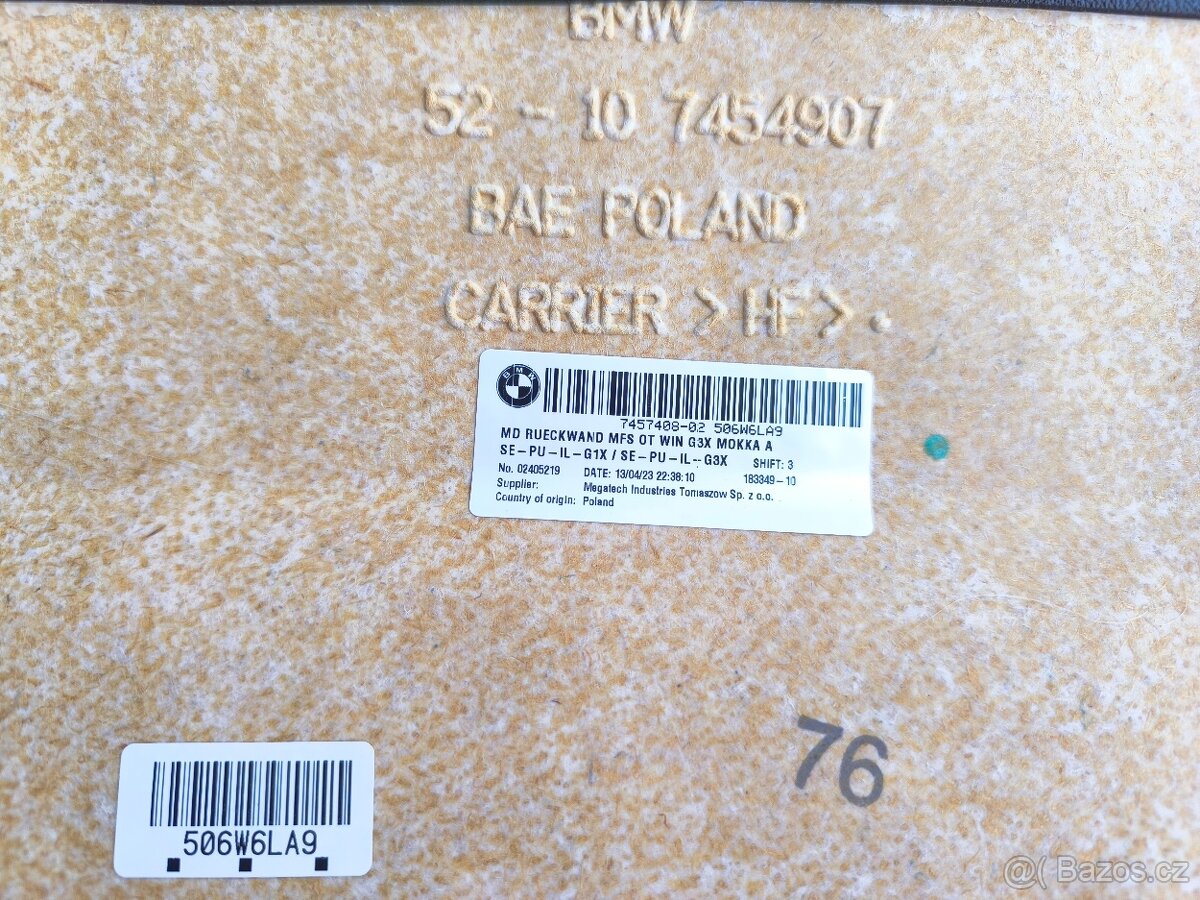 BMW
52 - 10 7454907
BAE POLAND
CARRIER >HF> .
BMW
7457408-02 506W6LA9
MD RUECKWAND MFS OT WIN G3X MOKKA A
SE-PU-IL-G1X / SE-PU-IL--G3X SHIFT: 3
No. 02405219 DATE: 13/04/23 22:38:10 183349-10
Supplier: Megatech Industries Tomaszow Sp. z o.o.
Country of origin: Poland
76
506W6LA9
@( Bazos.cz